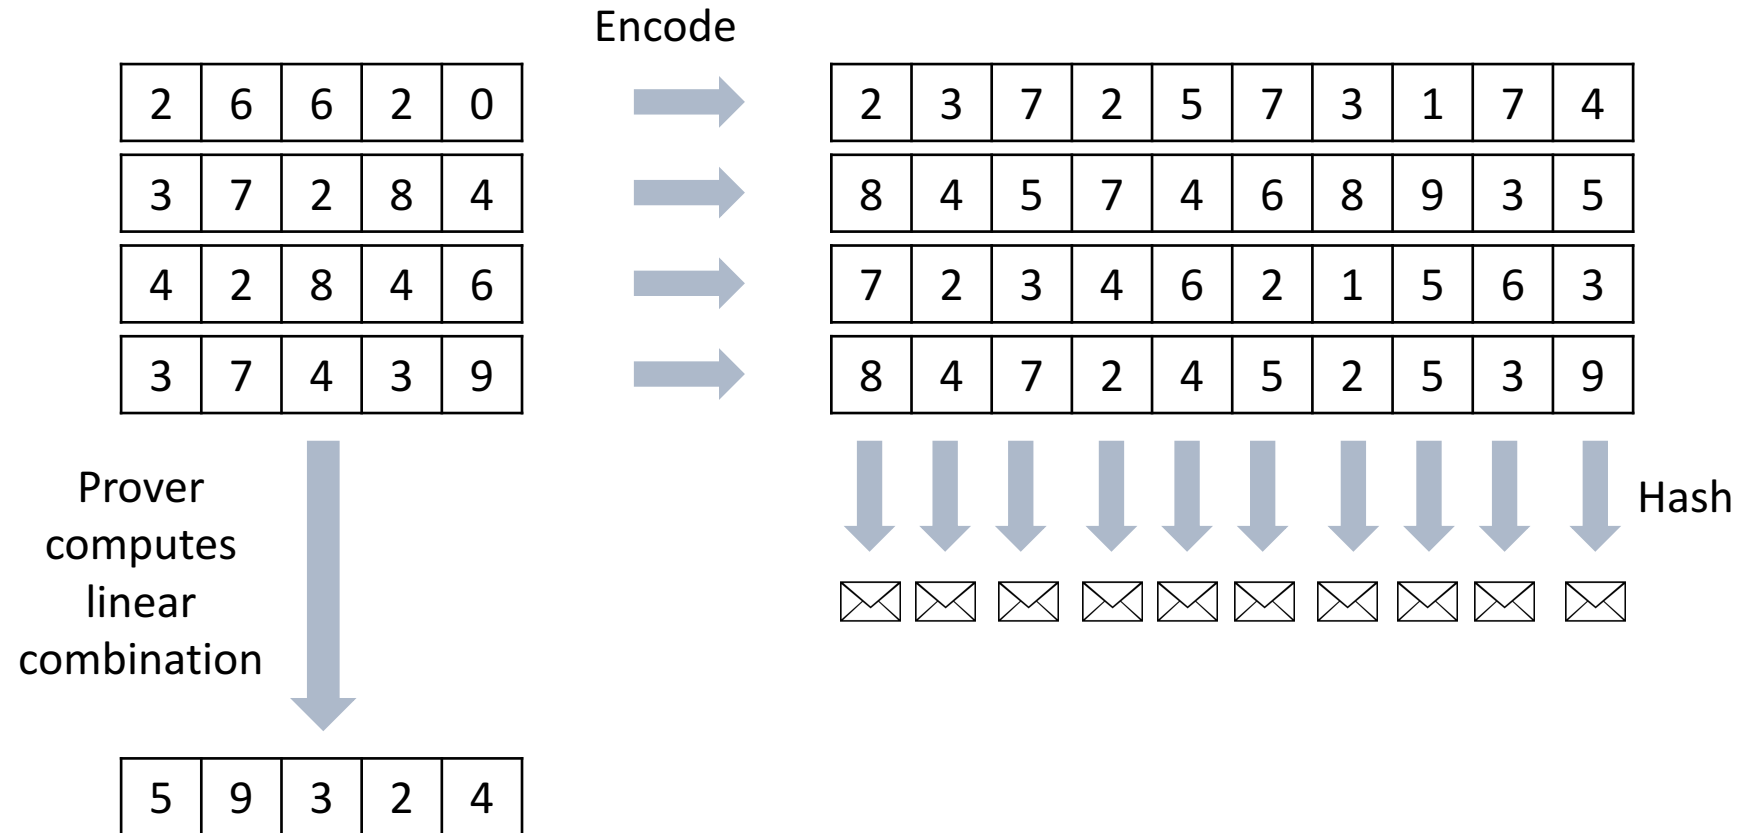 Encode
2 6 6 2 0 2 3 7 2 5 7 3 1 7 4
3 7 2 8 4 8 4 5 7 4 6 8 9 3 5
4 2 8 4 6 7 2 3 4 6 2 1 5 6 3
3 7 4 3 9 8 4 7 2 4 5 2 5 3 9
Prover
computes
linear
combination
Hash
5 9 3 2 4